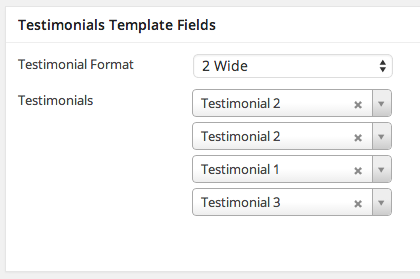 Testimonials Template Fields
Testimonial Format
2 Wide
Testimonials
Testimonial 2
Testimonial 2
Testimonial 1
Testimonial 3